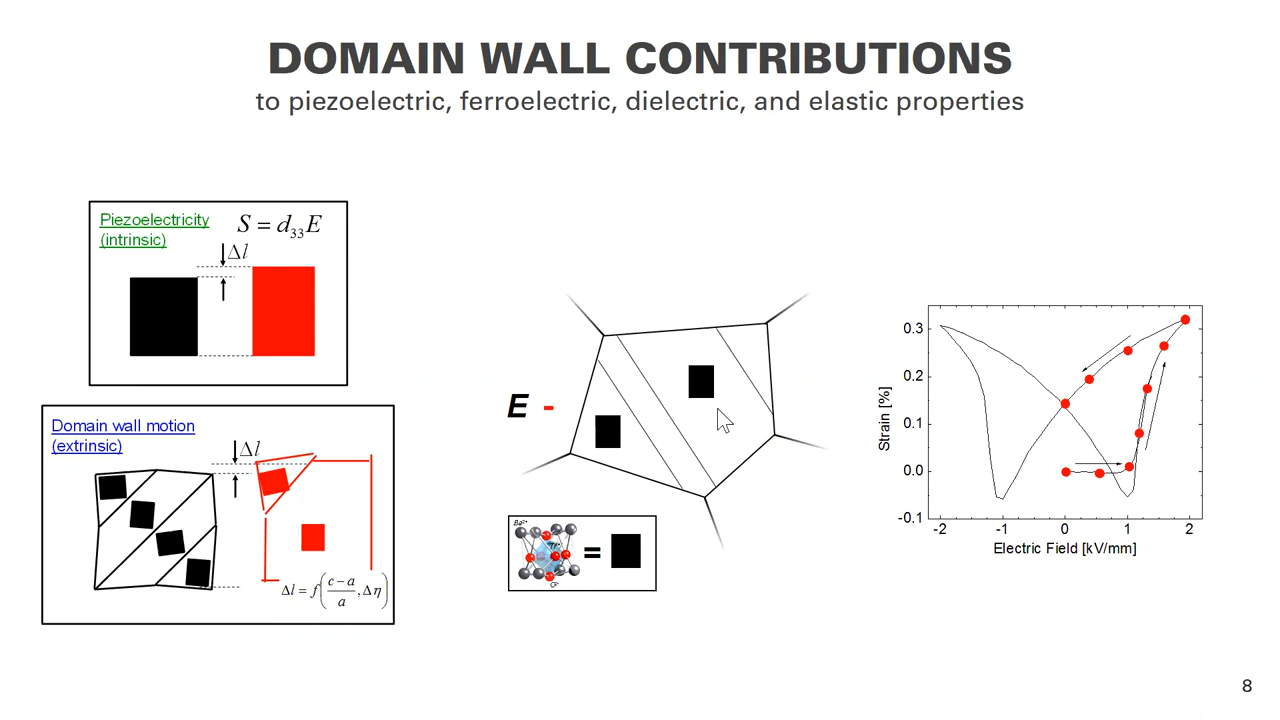 DOMAIN WALL CONTRIBUTIONS
to piezoelectric, ferroelectric, dielectric, and elastic properties
Piezoelectricity
(intrinsic)
S = d33E
Δl
Domain wall motion
(extrinsic)
Δl
Δl = f((c – a)/a, Δη)
E -
Ba²⁺
=
0.3
0.2
0.1
0.0
-0.1
Strain [%]
-2 -1 0 1 2
Electric Field [kV/mm]
8